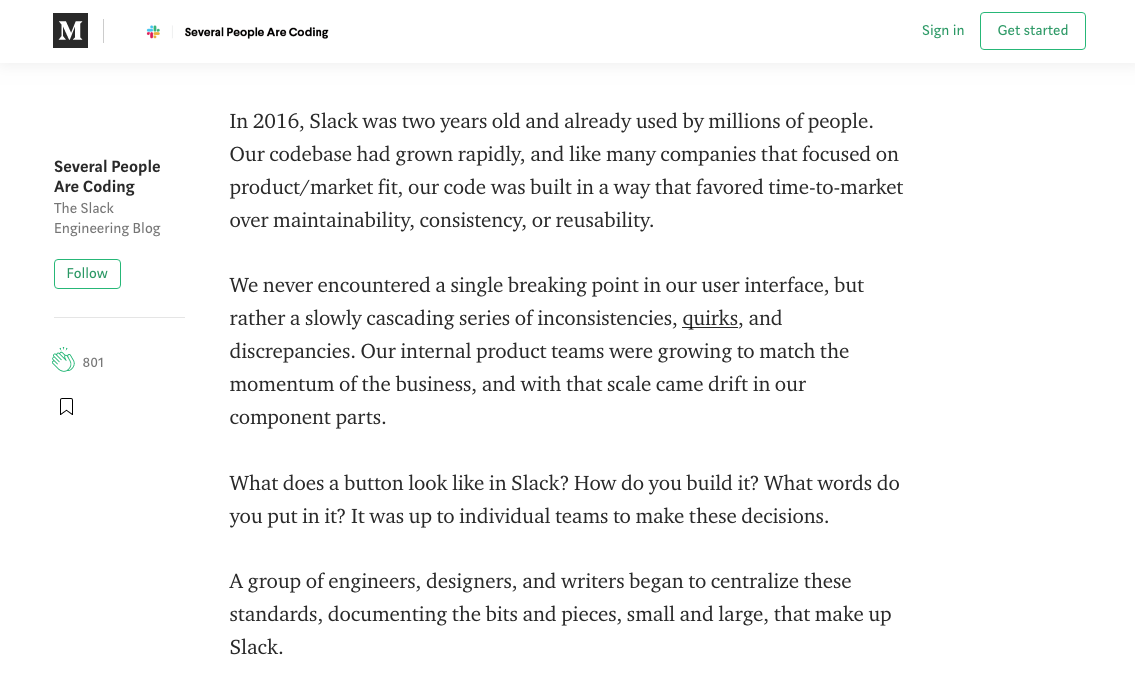 M
Several People Are Coding
Sign in
Get started
Several People
Are Coding
The Slack
Engineering Blog
Follow
801
In 2016, Slack was two years old and already used by millions of people.
Our codebase had grown rapidly, and like many companies that focused on
product/market fit, our code was built in a way that favored time-to-market
over maintainability, consistency, or reusability.
We never encountered a single breaking point in our user interface, but
rather a slowly cascading series of inconsistencies, quirks, and
discrepancies. Our internal product teams were growing to match the
momentum of the business, and with that scale came drift in our
component parts.
What does a button look like in Slack? How do you build it? What words do
you put in it? It was up to individual teams to make these decisions.
A group of engineers, designers, and writers began to centralize these
standards, documenting the bits and pieces, small and large, that make up
Slack.